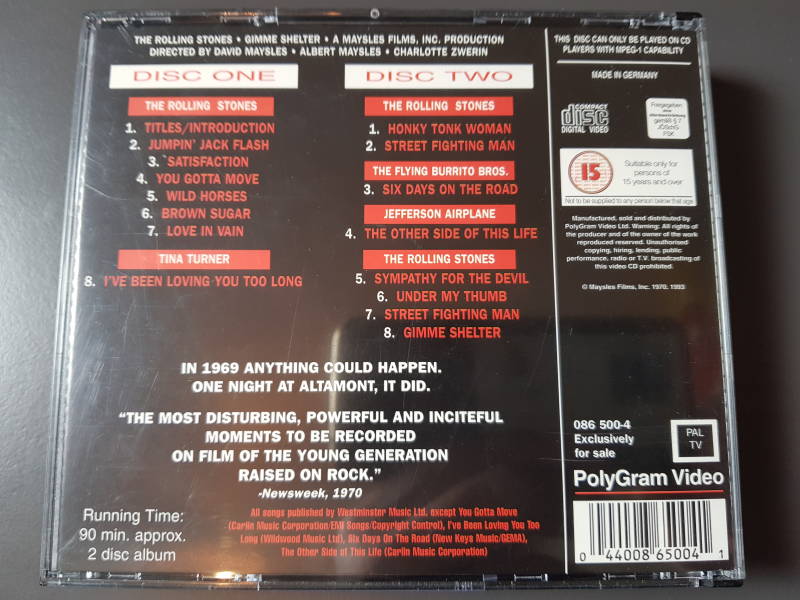 THE ROLLING STONES • GIMME SHELTER • A MAYSLES FILMS, INC. PRODUCTION
DIRECTED BY DAVID MAYSLES • ALBERT MAYSLES • CHARLOTTE ZWERIN
DISC ONE
THE ROLLING STONES
1. TITLES/INTRODUCTION
2. JUMPIN' JACK FLASH
3. SATISFACTION
4. YOU GOTTA MOVE
5. WILD HORSES
6. BROWN SUGAR
7. LOVE IN VAIN
TINA TURNER
8. I'VE BEEN LOVING YOU TOO LONG
DISC TWO
THE ROLLING STONES
1. HONKY TONK WOMAN
2. STREET FIGHTING MAN
THE FLYING BURRITO BROS.
3. SIX DAYS ON THE ROAD
JEFFERSON AIRPLANE
4. THE OTHER SIDE OF THIS LIFE
THE ROLLING STONES
5. SYMPATHY FOR THE DEVIL
6. UNDER MY THUMB
7. STREET FIGHTING MAN
8. GIMME SHELTER
IN 1969 ANYTHING COULD HAPPEN.
ONE NIGHT AT ALTAMONT, IT DID.
"THE MOST DISTURBING, POWERFUL AND INCITEFUL
MOMENTS TO BE RECORDED
ON FILM OF THE YOUNG GENERATION
RAISED ON ROCK."
-Newsweek, 1970
Running Time:
90 min. approx.
2 disc album
All songs published by Westminster Music Ltd. except You Gotta Move
(Carlin Music Corporation/EMI Songs/Copyright Control), I've Been Loving You Too
Long (Wildwood Music Ltd), Six Days On The Road (New Keys Music/GEMA),
The Other Side of This Life (Carlin Music Corporation)
THIS DISC CAN ONLY BE PLAYED ON CD
PLAYERS WITH MPEG-1 CAPABILITY
MADE IN GERMANY
COMPACT
disc
DIGITAL VIDEO
Freigegeben
ohne
Altersbeschränkung
gemäß § 7
JÖSchG
FSK
15
Suitable only for
persons of
15 years and over
Not to be supplied to any person below that age
Manufactured, sold and distributed by
PolyGram Video Ltd. Warning: All rights
of the producer and of the owner of the work
reproduced reserved. Unauthorised
copying, hiring, lending, public
performance, radio or T.V. broadcasting of
this video CD prohibited.
© Maysles Films, Inc. 1970, 1993
086 500-4
Exclusively
for sale
PAL
TV
PolyGram Video
0 44008 65004 1